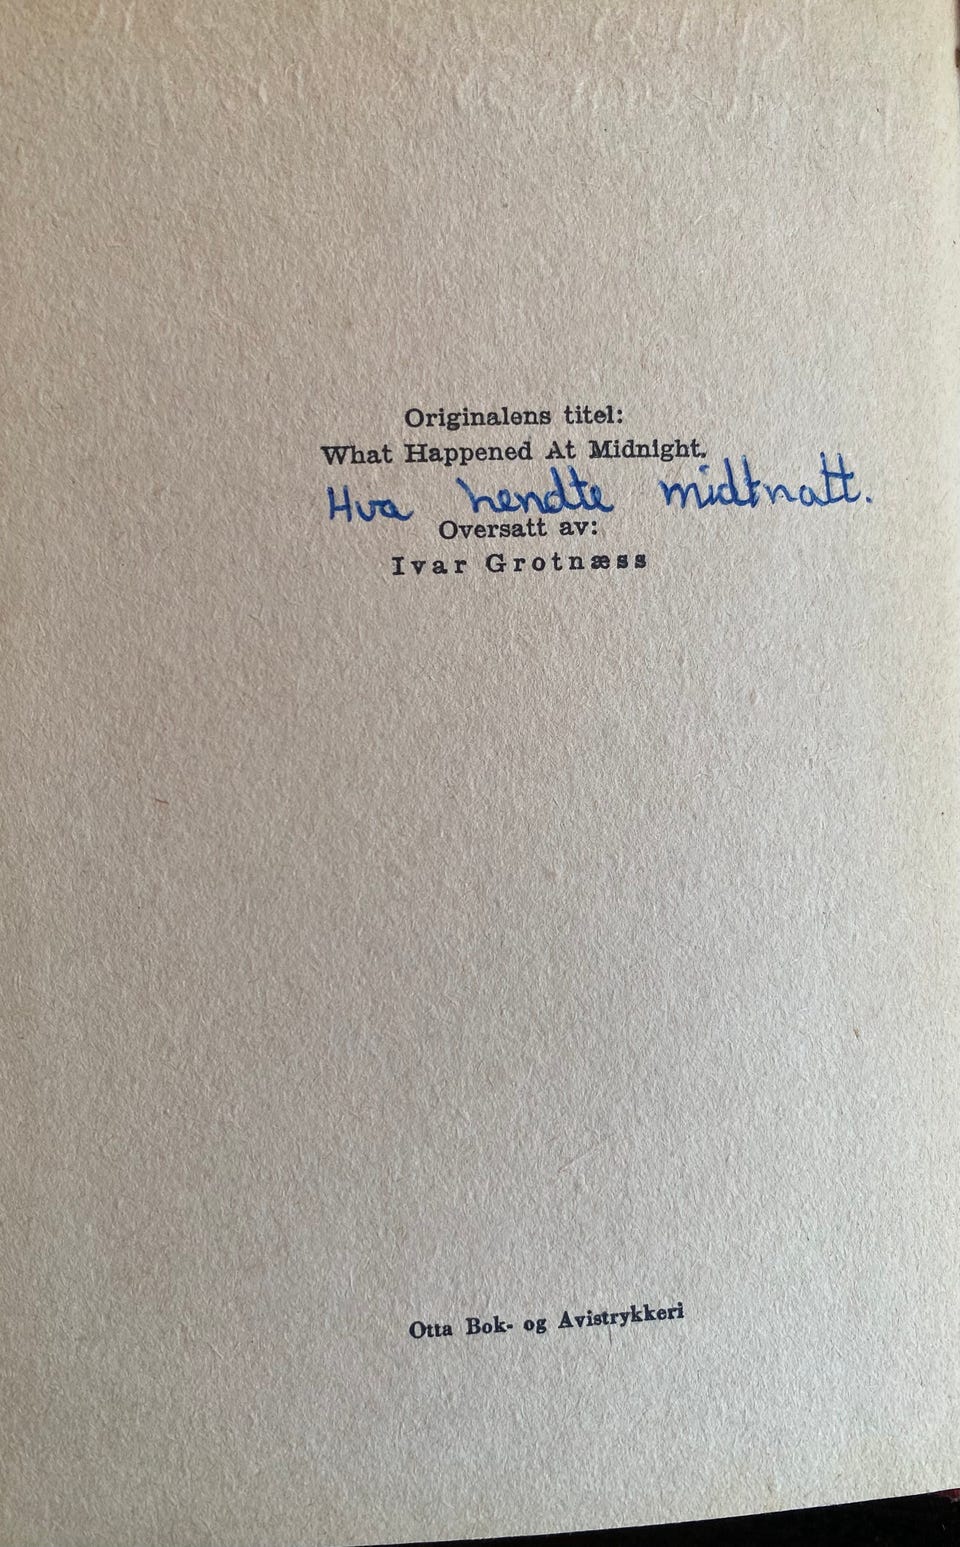 Originalens titel:
What Happened At Midnight.
Hva hendte midtnatt.
Oversatt av:
Ivar Grotnæss
Otta Bok- og Avistrykkeri